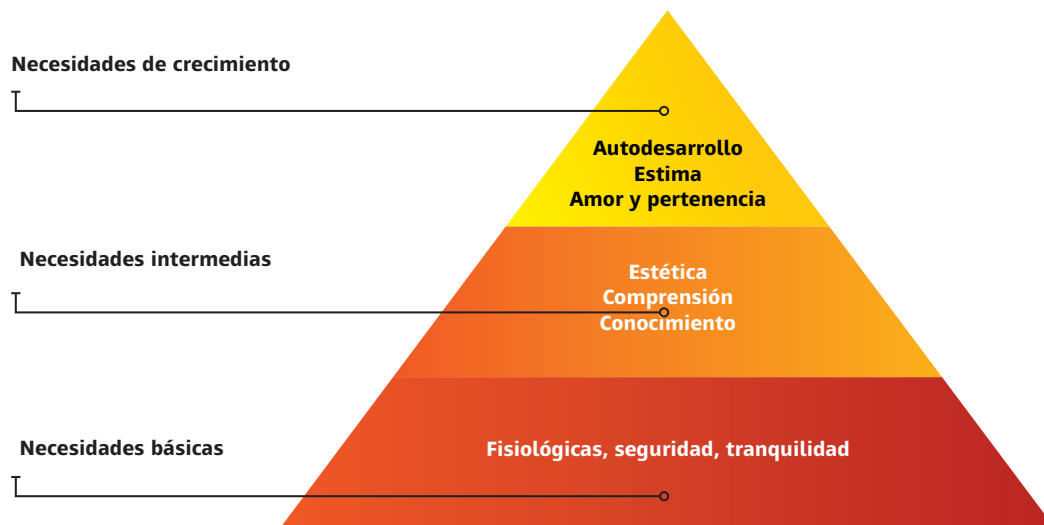 Necesidades de crecimiento
Autodesarrollo
Estima
Amor y pertenencia
Necesidades intermedias
Estética
Comprensión
Conocimiento
Necesidades básicas
Fisiológicas, seguridad, tranquilidad